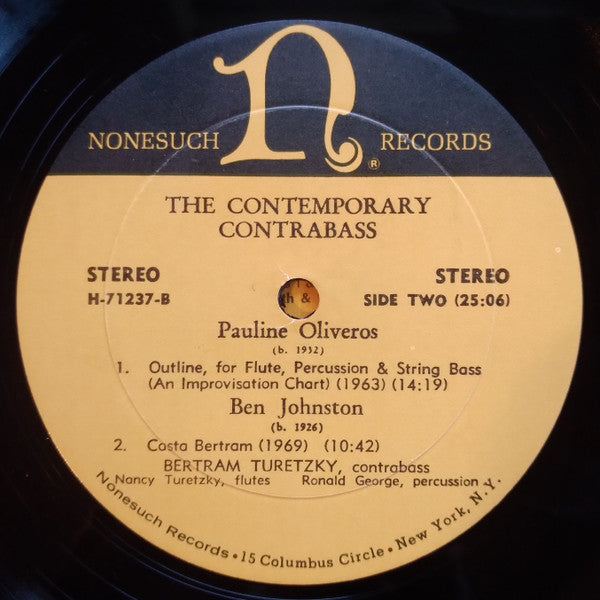 n
NONESUCH RECORDS
®
THE CONTEMPORARY
CONTRABASS
STEREO STEREO
H-71237-B SIDE TWO (25:06)
h &
Pauline Oliveros
(b. 1932)
1. Outline, for Flute, Percussion & String Bass
(An Improvisation Chart) (1963) (14:19)
Ben Johnston
(b. 1926)
2. Casta Bertram (1969) (10:42)
BERTRAM TURETZKY, contrabass
Nancy Turetzky, flutes Ronald George, percussion
Nonesuch Records • 15 Columbus Circle • New York, N.Y.